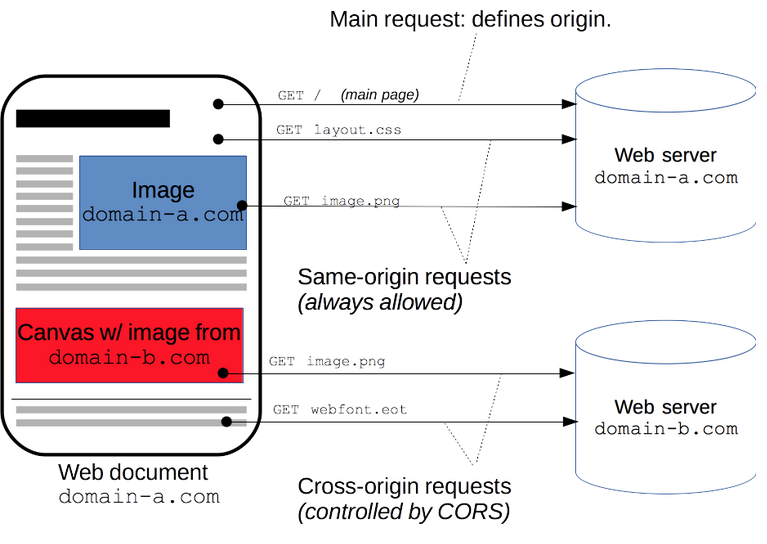 Main request: defines origin.
GET / (main page)
GET layout.css
Image
domain-a.com
GET image.png
Web server
domain-a.com
Same-origin requests
(always allowed)
Canvas w/ image from
domain-b.com
GET image.png
GET webfont.eot
Web server
domain-b.com
Web document
domain-a.com
Cross-origin requests
(controlled by CORS)